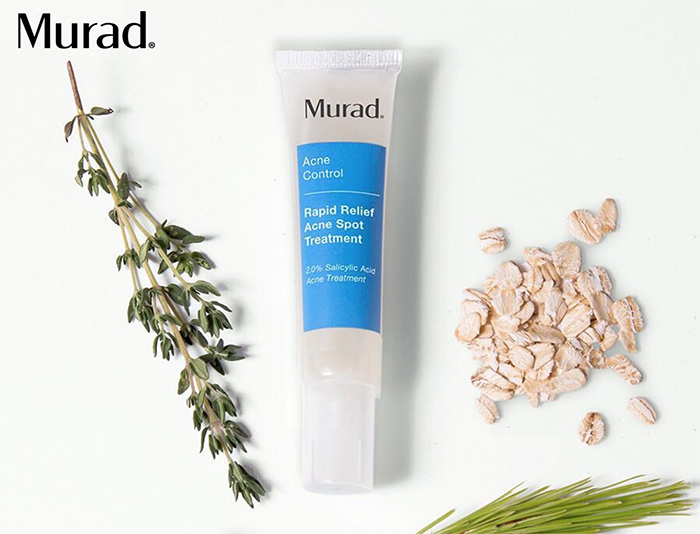 Murad®
Murad®
Acne
Control
Rapid Relief
Acne Spot
Treatment
2.0% Salicylic Acid
Acne Treatment